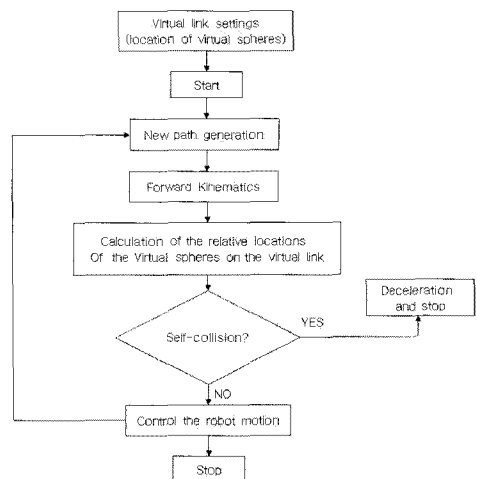 Virtual link settings
(location of virtual spheres)
Start
New path generation
Forward Kinematics
Calculation of the relative locations
Of the Virtual spheres on the virtual link
Deceleration
and stop
YES
Self-collision?
NO
Control the robot motion
Stop